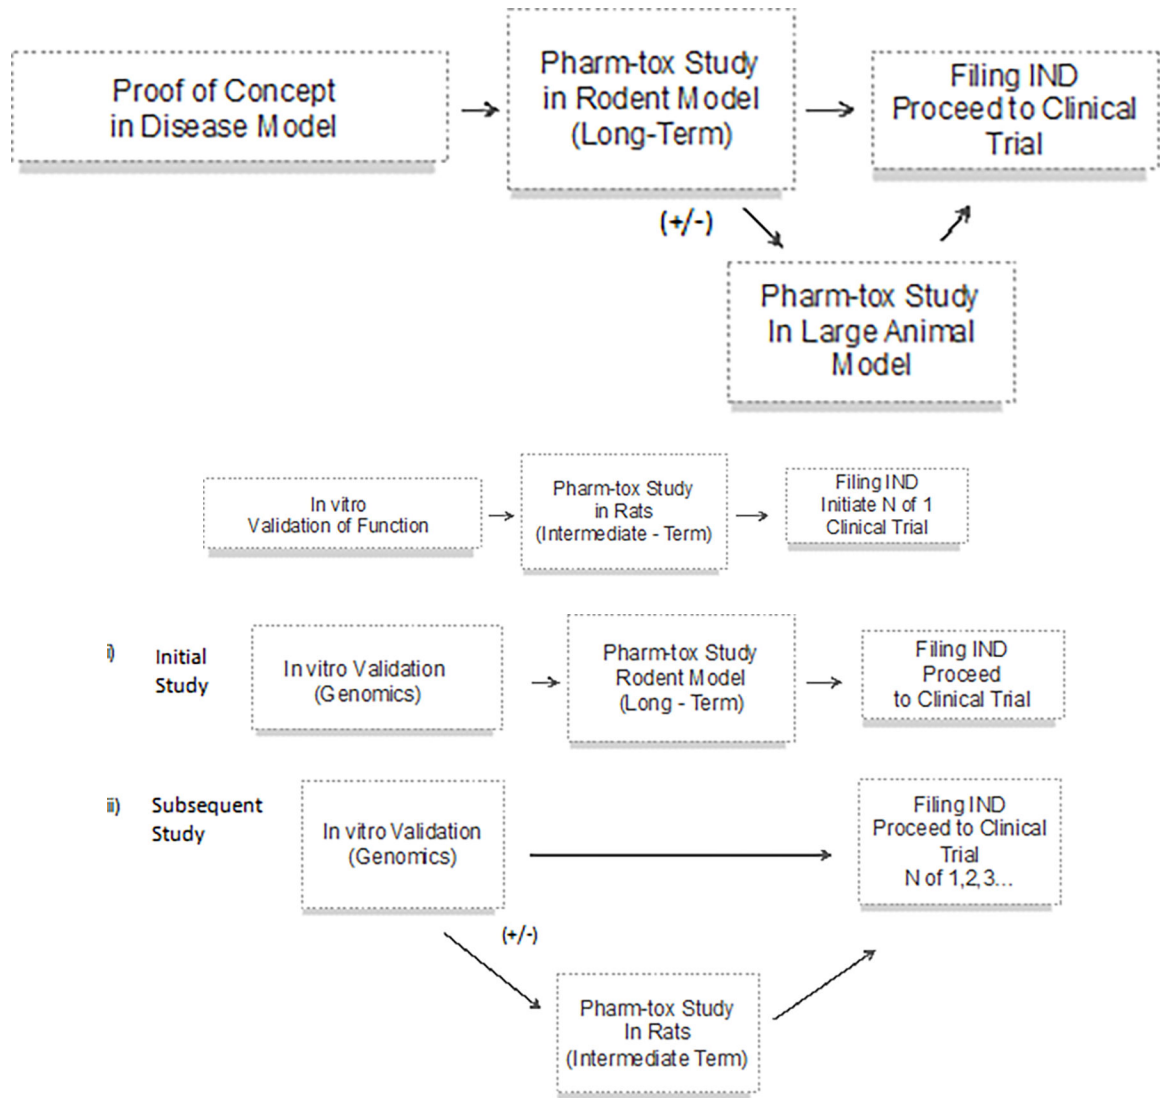 Proof of Concept
in Disease Model
Pharm-tox Study
in Rodent Model
(Long-Term)
Filing IND
Proceed to Clinical
Trial
(+/-)
Pharm-tox Study
In Large Animal
Model
In vitro
Validation of Function
Pharm-tox Study
in Rats
(Intermediate - Term)
Filing IND
Initiate N of 1
Clinical Trial
i)
Initial
Study
In vitro Validation
(Genomics)
Pharm-tox Study
Rodent Model
(Long - Term)
Filing IND
Proceed
to Clinical Trial
ii)
Subsequent
Study
In vitro Validation
(Genomics)
Filing IND
Proceed to Clinical
Trial
N of 1,2,3...
(+/-)
Pharm-tox Study
In Rats
(Intermediate Term)